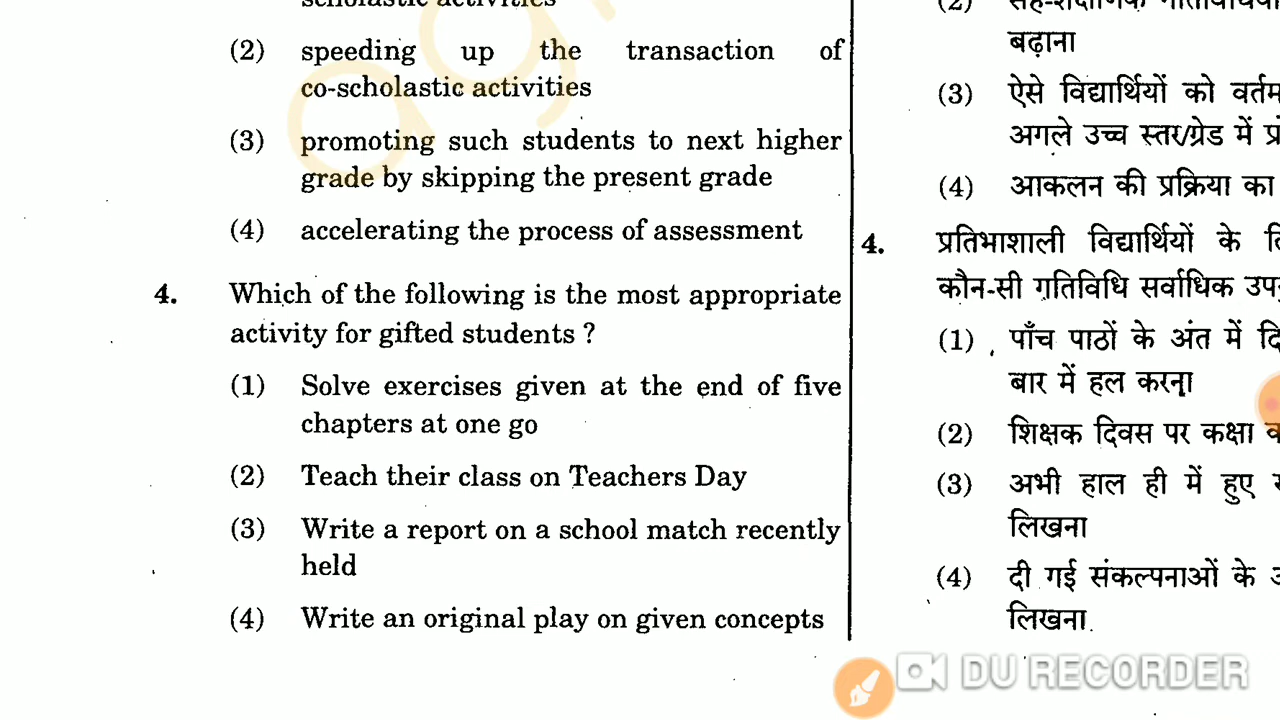 scholastic activities
(2) speeding up the transaction of
co-scholastic activities
(3) promoting such students to next higher
grade by skipping the present grade
(4) accelerating the process of assessment
4. Which of the following is the most appropriate
activity for gifted students ?
(1) Solve exercises given at the end of five
chapters at one go
(2) Teach their class on Teachers Day
(3) Write a report on a school match recently
held
(4) Write an original play on given concepts
(2)
बढ़ाना
(3) ऐसे विद्यार्थियों को
अगले उच्च स्तर/ग्रेड में
(4) आकलन की प्रक्रिया का
4. प्रतिभाशाली विद्यार्थियों के
कौन-सी गतिविधि सर्वाधिक
(1) पाँच पाठों के अंत में
बार में हल करना
(2) शिक्षक दिवस पर कक्षा
(3) अभी हाल ही में हुए
लिखना
(4) दी गई संकल्पनाओं के
लिखना
DU RECORDER